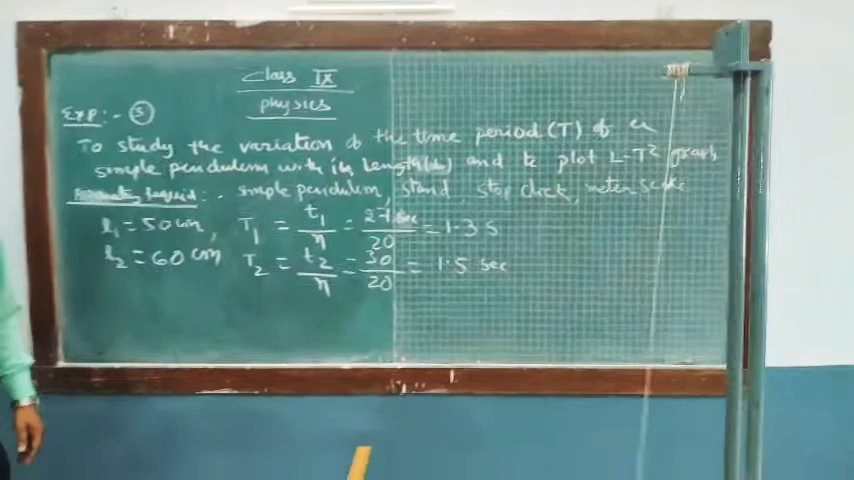 Class IX
physics
Exp:- 3
To study the variation of the time period (T) of a
simple pendulum with its Length(L) and to plot L-T² graph
simple pendulum, stand stop clock, meter scale
l₁ = 50 cm, T₁ = t₁/n = 27 sec/20 = 1.3 s
l₂ = 60 cm T₂ = t₂/n = 30/20 = 1.5 sec